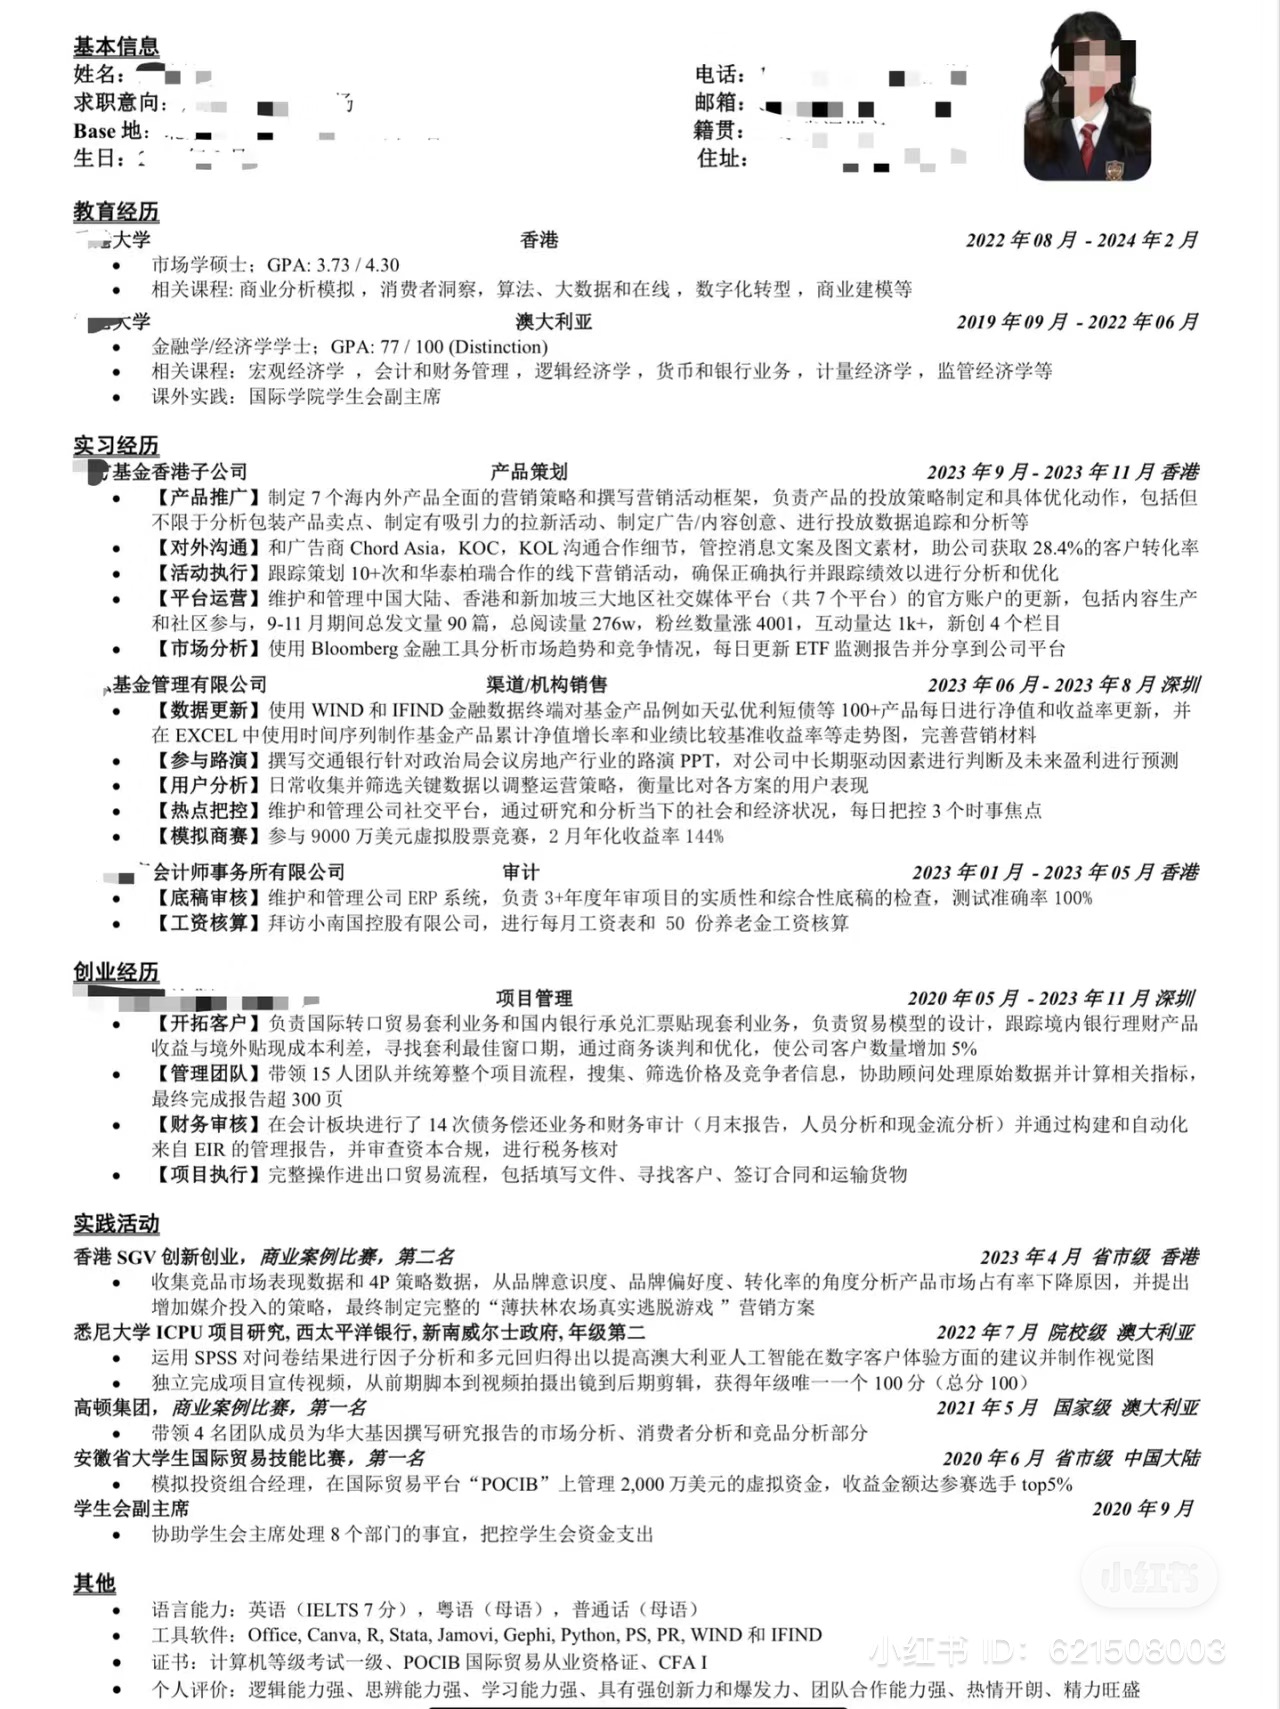 基本信息
姓名: 电话:
求职意向: 邮箱:
Base 地: 籍贯:
生日: 住址:
教育经历
大学 香港 2022 年 08 月 - 2024 年 2 月
• 市场学硕士；GPA: 3.73 / 4.30
• 相关课程: 商业分析模拟 ，消费者洞察，算法、大数据和在线 ，数字化转型 ，商业建模等
大学 澳大利亚 2019 年 09 月 - 2022 年 06 月
• 金融学/经济学学士；GPA: 77 / 100 (Distinction)
• 相关课程：宏观经济学 ，会计和财务管理 ，逻辑经济学 ，货币和银行业务 ，计量经济学 ，监管经济学等
• 课外实践：国际学院学生会副主席
实习经历
基金香港子公司 产品策划 2023 年 9 月 - 2023 年 11 月 香港
• 【产品推广】制定 7 个海内外产品全面的营销策略和撰写营销活动框架，负责产品的投放策略制定和具体优化动作，包括但
不限于分析包装产品卖点、制定有吸引力的拉新活动、制定广告/内容创意、进行投放数据追踪和分析等
• 【对外沟通】和广告商 Chord Asia，KOC，KOL 沟通合作细节，管控消息文案及图文素材，助公司获取 28.4%的客户转化率
• 【活动执行】跟踪策划 10+次和华泰柏瑞合作的线下营销活动，确保正确执行并跟踪绩效以进行分析和优化
• 【平台运营】维护和管理中国大陆、香港和新加坡三大地区社交媒体平台（共 7 个平台）的官方账户的更新，包括内容生产
和社区参与，9-11 月期间总发文量 90 篇，总阅读量 276w，粉丝数量涨 4001，互动量达 1k+，新创 4 个栏目
• 【市场分析】使用 Bloomberg 金融工具分析市场趋势和竞争情况，每日更新 ETF 监测报告并分享到公司平台
基金管理有限公司 渠道/机构销售 2023 年 06 月 - 2023 年 8 月 深圳
• 【数据更新】使用 WIND 和 IFIND 金融数据终端对基金产品例如天弘优利短债等 100+产品每日进行净值和收益率更新，并
在 EXCEL 中使用时间序列制作基金产品累计净值增长率和业绩比较基准收益率等走势图，完善营销材料
• 【参与路演】撰写交通银行针对政治局会议房地产行业的路演 PPT，对公司中长期驱动因素进行判断及未来盈利进行预测
• 【用户分析】日常收集并筛选关键数据以调整运营策略，衡量比对各方案的用户表现
• 【热点把控】维护和管理公司社交平台，通过研究和分析当下的社会和经济状况，每日把控 3 个时事焦点
• 【模拟商赛】参与 9000 万美元虚拟股票竞赛，2 月年化收益率 144%
会计师事务所有限公司 审计 2023 年 01 月 - 2023 年 05 月 香港
• 【底稿审核】维护和管理公司 ERP 系统，负责 3+年度年审项目的实质性和综合性底稿的检查，测试准确率 100%
• 【工资核算】拜访小南国控股有限公司，进行每月工资表和 50 份养老金工资核算
创业经历
项目管理 2020 年 05 月 - 2023 年 11 月 深圳
• 【开拓客户】负责国际转口贸易套利业务和国内银行承兑汇票贴现套利业务，负责贸易模型的设计，跟踪境内银行理财产品
收益与境外贴现成本利差，寻找套利最佳窗口期，通过商务谈判和优化，使公司客户数量增加 5%
• 【管理团队】带领 15 人团队并统筹整个项目流程，搜集、筛选价格及竞争者信息，协助顾问处理原始数据并计算相关指标，
最终完成报告超 300 页
• 【财务审核】在会计板块进行了 14 次债务偿还业务和财务审计（月末报告，人员分析和现金流分析）并通过构建和自动化
来自 EIR 的管理报告，并审查资本合规，进行税务核对
• 【项目执行】完整操作进出口贸易流程，包括填写文件、寻找客户、签订合同和运输货物
实践活动
香港 SGV 创新创业，商业案例比赛，第二名 2023 年 4 月 省市级 香港
• 收集竞品市场表现数据和 4P 策略数据，从品牌意识度、品牌偏好度、转化率的角度分析产品市场占有率下降原因，并提出
增加媒介投入的策略，最终制定完整的“薄扶林农场真实逃脱游戏 ”营销方案
悉尼大学 ICPU 项目研究, 西太平洋银行, 新南威尔士政府, 年级第二 2022 年 7 月 院校级 澳大利亚
• 运用 SPSS 对问卷结果进行因子分析和多元回归得出以提高澳大利亚人工智能在数字客户体验方面的建议并制作视觉图
• 独立完成项目宣传视频，从前期脚本到视频拍摄出镜到后期剪辑，获得年级唯一一个 100 分（总分 100）
高顿集团，商业案例比赛，第一名 2021 年 5 月 国家级 澳大利亚
• 带领 4 名团队成员为华大基因撰写研究报告的市场分析、消费者分析和竞品分析部分
安徽省大学生国际贸易技能比赛，第一名 2020 年 6 月 省市级 中国大陆
• 模拟投资组合经理，在国际贸易平台“POCIB”上管理 2,000 万美元的虚拟资金，收益金额达参赛选手 top5%
学生会副主席 2020 年 9 月
• 协助学生会主席处理 8 个部门的事宜，把控学生会资金支出
其他
• 语言能力：英语（IELTS 7 分），粤语（母语），普通话（母语）
• 工具软件：Office, Canva, R, Stata, Jamovi, Gephi, Python, PS, PR, WIND 和 IFIND
• 证书：计算机等级考试一级、POCIB 国际贸易从业资格证、CFA I
• 个人评价：逻辑能力强、思辨能力强、学习能力强、具有强创新力和爆发力、团队合作能力强、热情开朗、精力旺盛
小红书
小红书 ID：621508003